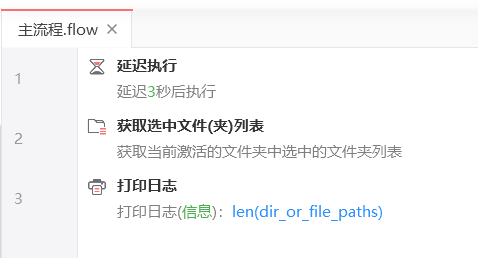 主流程.flow
1
延迟执行
延迟3秒后执行
2
获取选中文件(夹)列表
获取当前激活的文件夹中选中的文件夹列表
3
打印日志
打印日志(信息)：len(dir_or_file_paths)